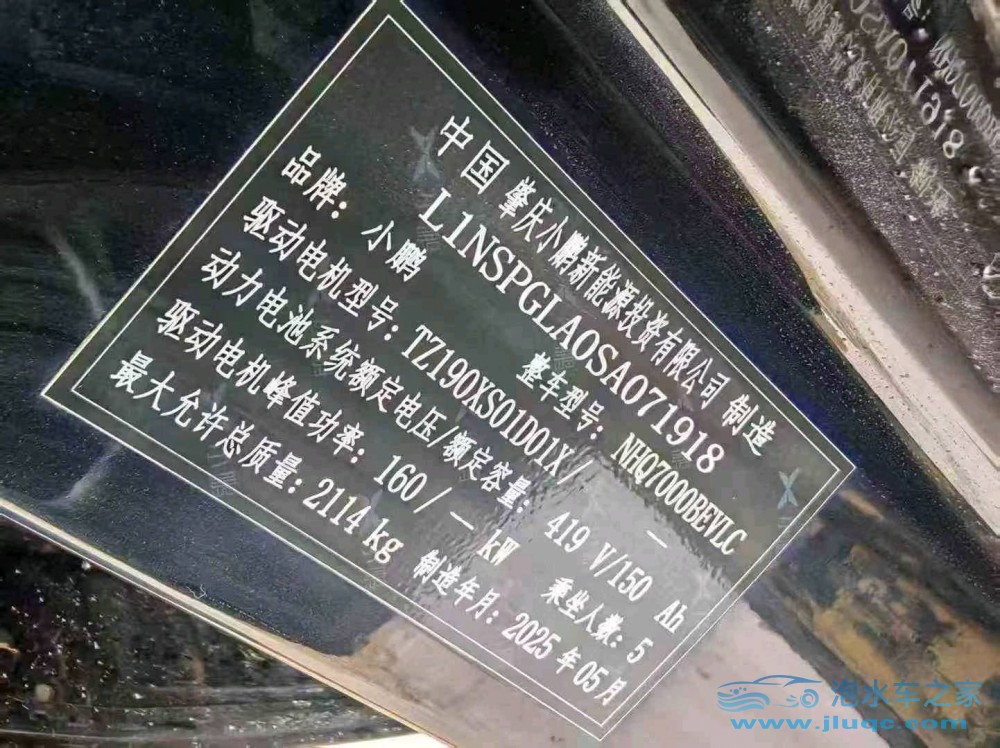 中国 肇庆小鹏新能源投资有限公司 制造
L1NSPGLA0SA071918
品牌: 小鹏 整车型号: NHQ7000BEVLC
驱动电机型号: TZ190XS01D01X/ —
动力电池系统额定电压/额定容量: 419 V/150 Ah
驱动电机峰值功率: 160/ — kW 乘坐人数: 5
最大允许总质量: 2114 kg 制造年月: 2025 年05月
泡水车之家
www.jluqc.com